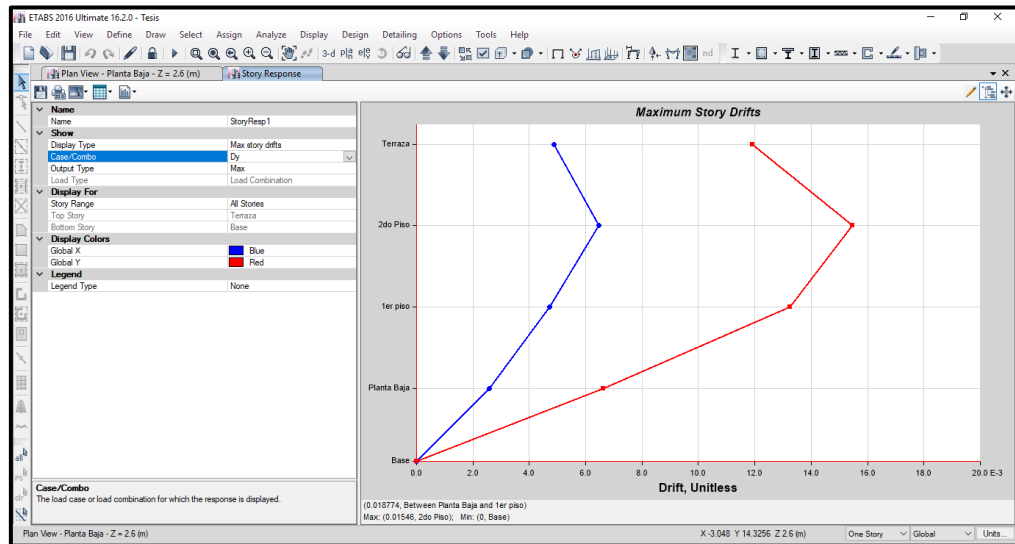 ETABS 2016 Ultimate 16.2.0 - Tesis
File Edit View Define Draw Select Assign Analyze Display Design Detailing Options Tools Help
3-d
nd
Plan View - Planta Baja - Z = 2.6 (m) Story Response
Name
Name StoryResp1
Show
Display Type Max story drifts
Case/Combo Dy
Output Type Max
Load Type Load Combination
Display For
Story Range All Stories
Top Story Terraza
Bottom Story Base
Display Colors
Global X Blue
Global Y Red
Legend
Legend Type None
Case/Combo
The load case or load combination for which the response is displayed.
Maximum Story Drifts
Terraza
2do Piso
1er piso
Planta Baja
Base
0.0 2.0 4.0 6.0 8.0 10.0 12.0 14.0 16.0 18.0 20.0 E-3
Drift, Unitless
(0.018774, Between Planta Baja and 1er piso)
Max: (0.01546, 2do Piso); Min: (0, Base)
all
ps
clr
Plan View - Planta Baja - Z = 2.6 (m) X -3.048 Y 14.3256 Z 2.6 (m) One Story Global Units...